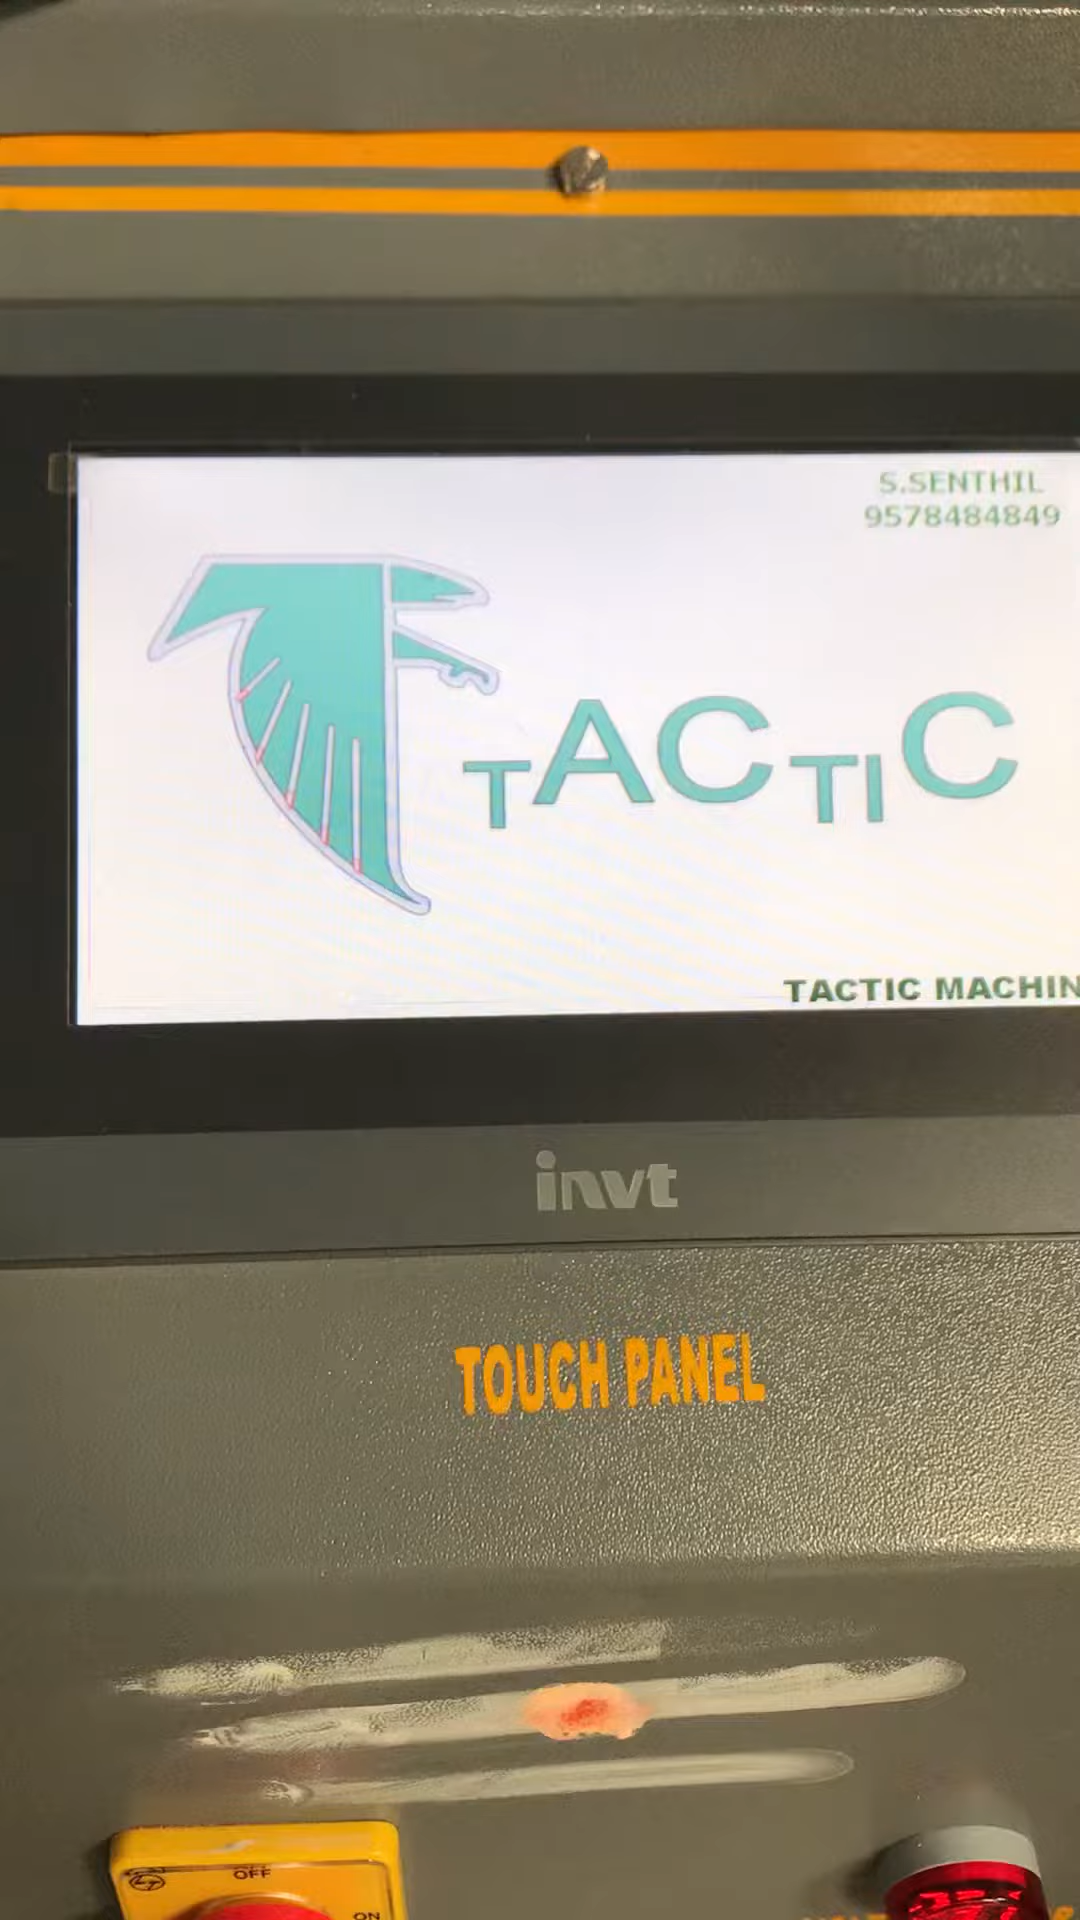 S.SENTHIL
9578484849
TACTIC
TACTIC MACHIN
invt
TOUCH PANEL
OFF
ON